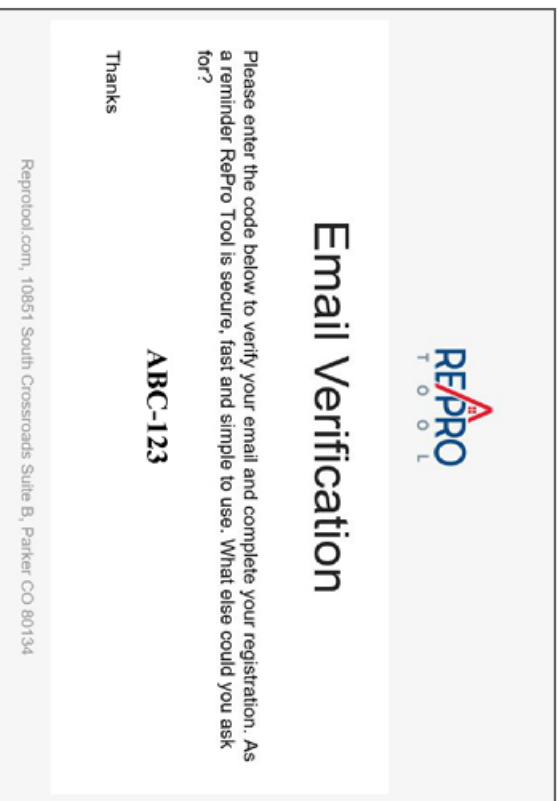 REPRO
TOOL
Email Verification
Please enter the code below to verify your email and complete your registration. As
a reminder RePro Tool is secure, fast and simple to use. What else could you ask
for?
ABC-123
Thanks
Reprotool.com, 10851 South Crossroads Suite B, Parker CO 80134